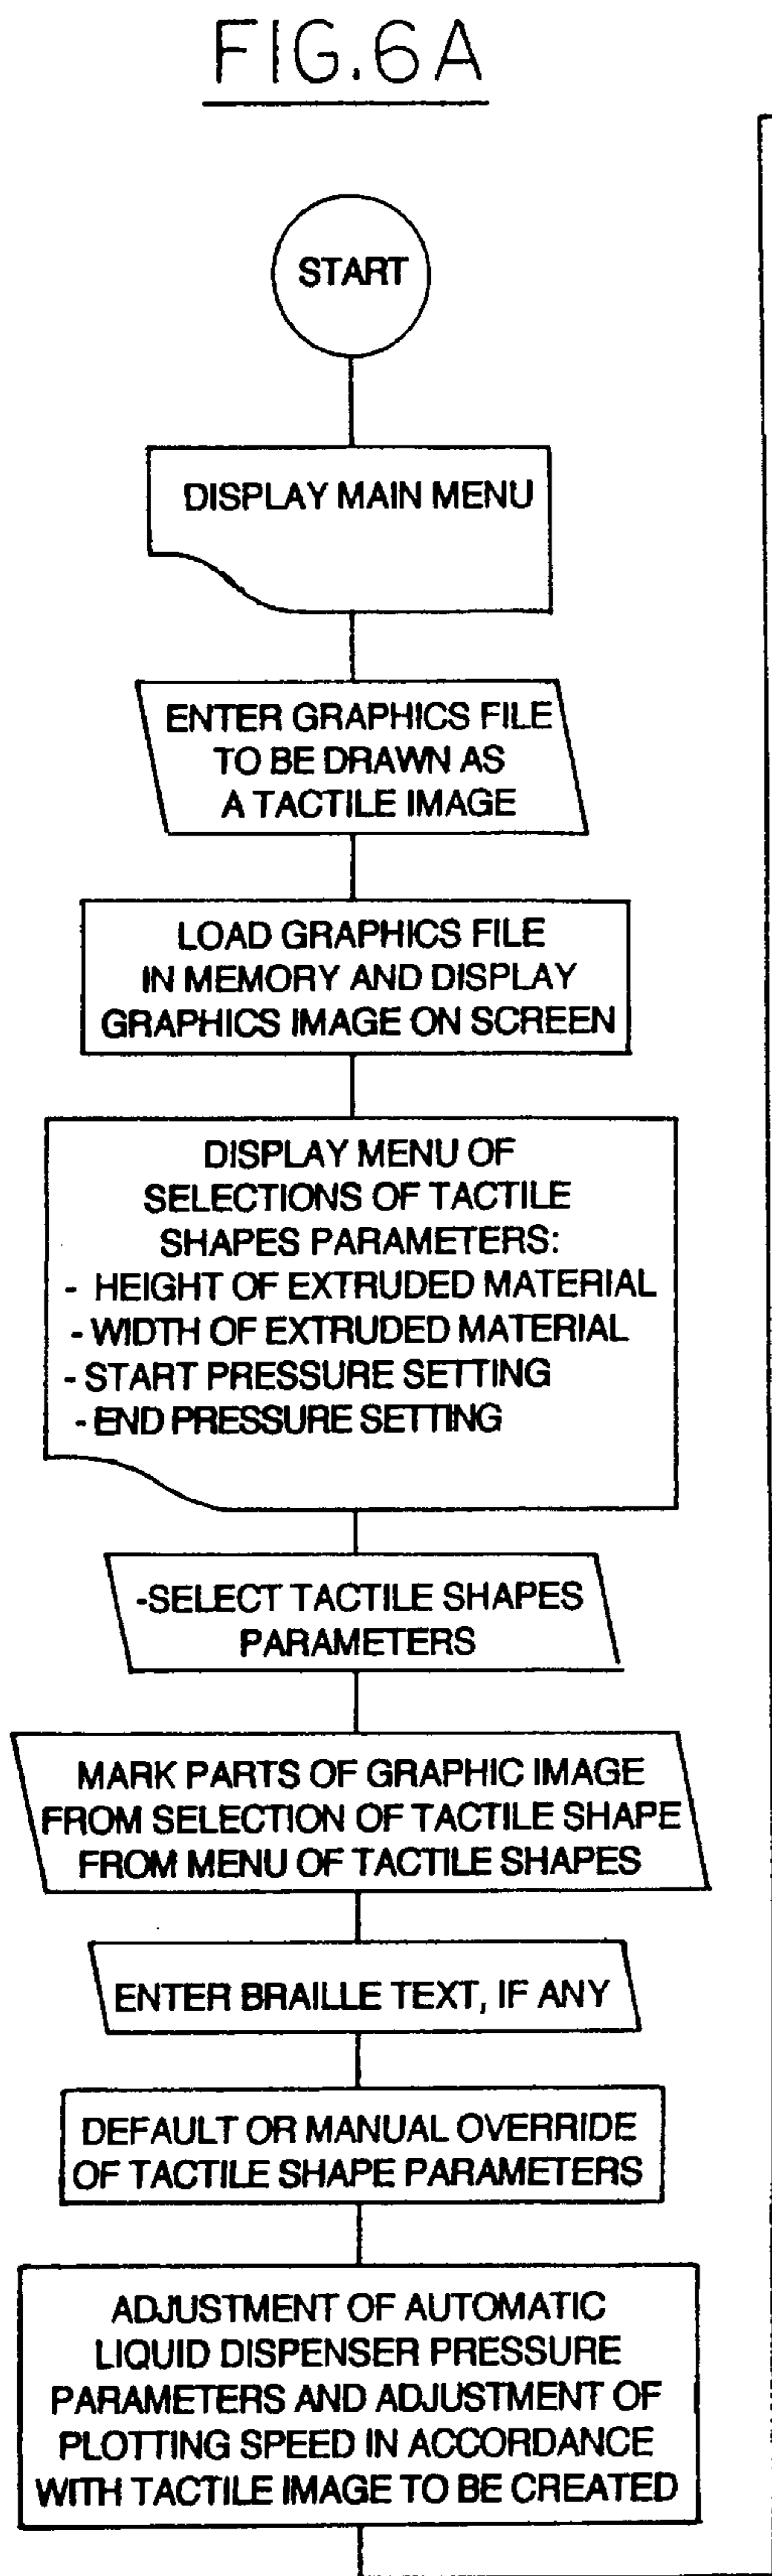 FIG.6A
START
DISPLAY MAIN MENU
ENTER GRAPHICS FILE
TO BE DRAWN AS
A TACTILE IMAGE
LOAD GRAPHICS FILE
IN MEMORY AND DISPLAY
GRAPHICS IMAGE ON SCREEN
DISPLAY MENU OF
SELECTIONS OF TACTILE
SHAPES PARAMETERS:
- HEIGHT OF EXTRUDED MATERIAL
- WIDTH OF EXTRUDED MATERIAL
- START PRESSURE SETTING
- END PRESSURE SETTING
-SELECT TACTILE SHAPES
PARAMETERS
MARK PARTS OF GRAPHIC IMAGE
FROM SELECTION OF TACTILE SHAPE
FROM MENU OF TACTILE SHAPES
ENTER BRAILLE TEXT, IF ANY
DEFAULT OR MANUAL OVERRIDE
OF TACTILE SHAPE PARAMETERS
ADJUSTMENT OF AUTOMATIC
LIQUID DISPENSER PRESSURE
PARAMETERS AND ADJUSTMENT OF
PLOTTING SPEED IN ACCORDANCE
WITH TACTILE IMAGE TO BE CREATED